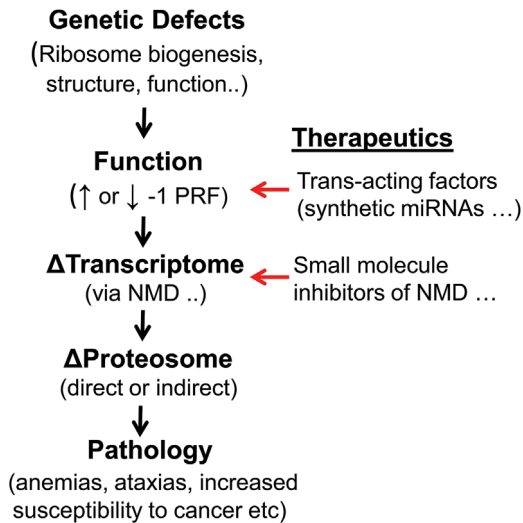 Genetic Defects
(Ribosome biogenesis,
structure, function..)
Function
(↑ or ↓ -1 PRF)
ΔTranscriptome
(via NMD ..)
ΔProteosome
(direct or indirect)
Pathology
(anemias, ataxias, increased
susceptibility to cancer etc)
Therapeutics
Trans-acting factors
(synthetic miRNAs ...)
Small molecule
inhibitors of NMD ...